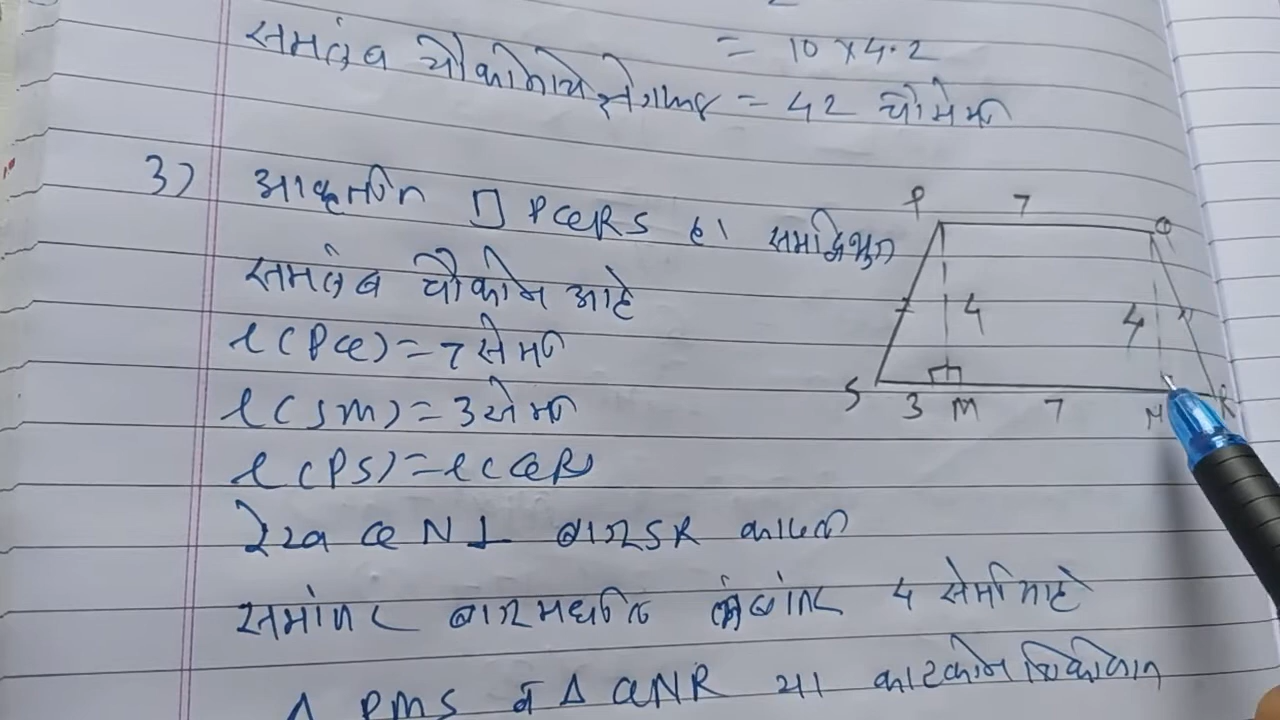 = 10 × 4.2
समलंब चौकोनाचे क्षेत्रफळ = 42 चौसेमी
3) आकृतीत □ PQRS हा समद्विभुज
समलंब चौकोन आहे
l(PQ) = 7 सेमी
l(SM) = 3 सेमी
l(PS) = l(QR)
रेख QN ⊥ बाजू SR काढली
समांतर बाजूमधील लंबांतर 4 सेमी आहे
Δ PMS व Δ QNR या काटकोन त्रिकोणात
P 7 Q
4 4
S 3 M 7 N R